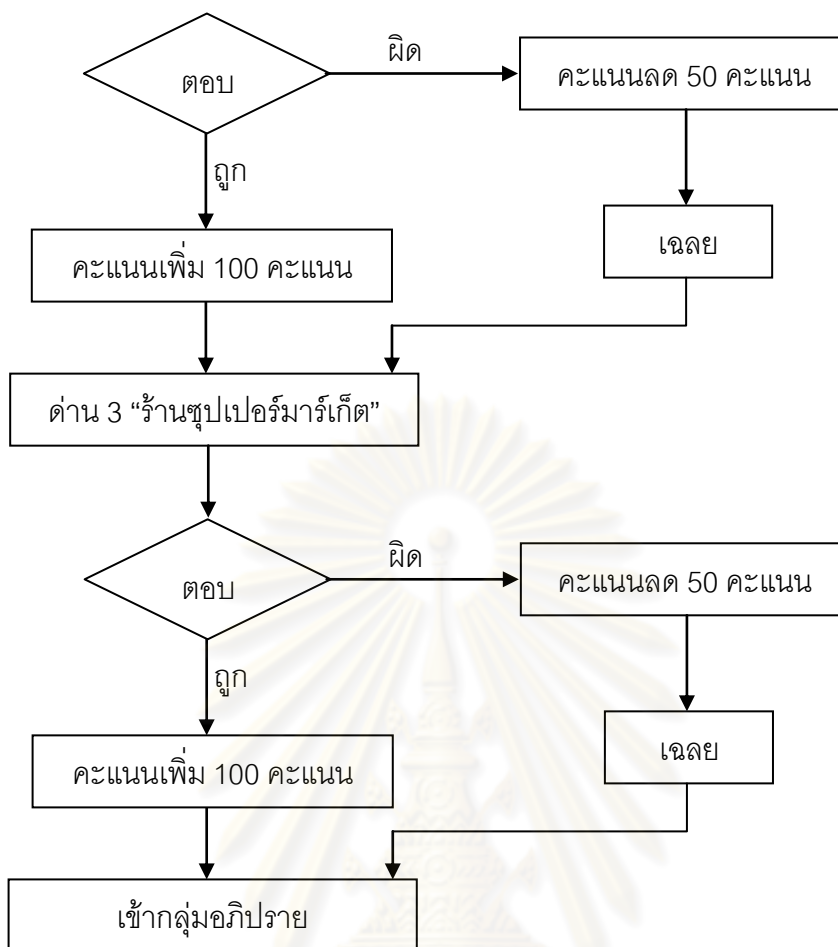 ตอบ
ผิด
คะแนนลด 50 คะแนน
ถูก
เฉลย
คะแนนเพิ่ม 100 คะแนน
ด่าน 3 “ร้านซุปเปอร์มาร์เก็ต”
ตอบ
ผิด
คะแนนลด 50 คะแนน
ถูก
เฉลย
คะแนนเพิ่ม 100 คะแนน
เข้ากลุ่มอภิปราย